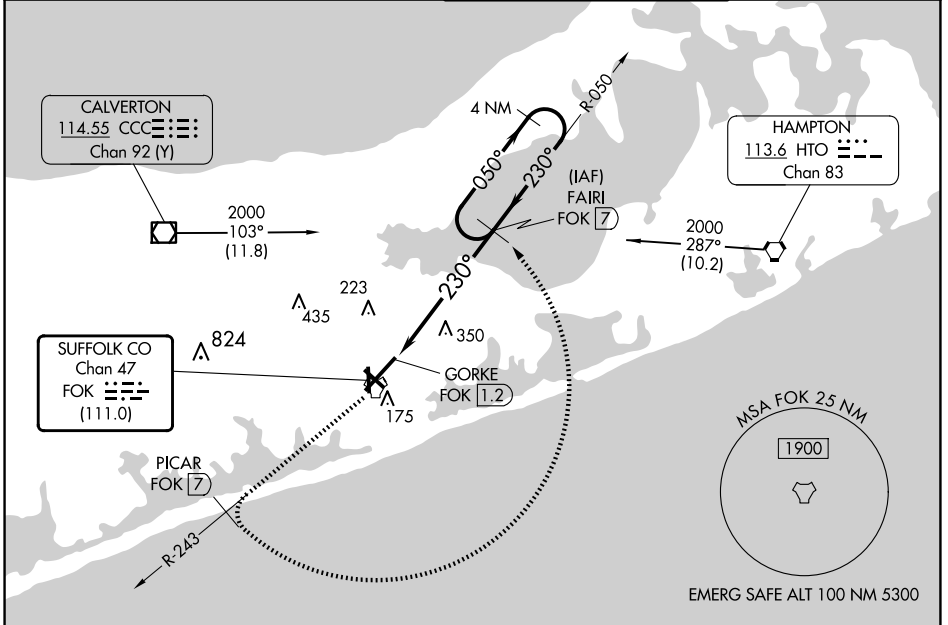 CALVERTON
114.55 CCC
Chan 92 (Y)
4 NM
R-050
HAMPTON
113.6 HTO
Chan 83
050°
230°
(IAF)
FAIRI
FOK 7
2000
103°
(11.8)
2000
287°
(10.2)
230°
435
223
350
824
SUFFOLK CO
Chan 47
FOK
(111.0)
GORKE
FOK 1.2
175
PICAR
FOK 7
R-243
MSA FOK 25 NM
1900
EMERG SAFE ALT 100 NM 5300